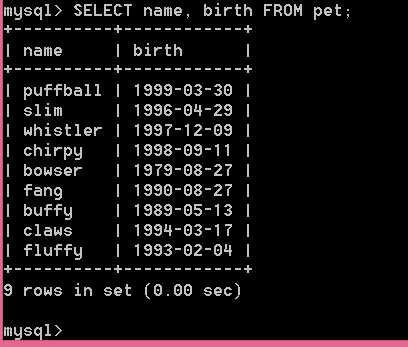 mysql> SELECT name, birth FROM pet;
+----------+------------+
| name     | birth      |
+----------+------------+
| puffball | 1999-03-30 |
| slim     | 1996-04-29 |
| whistler | 1997-12-09 |
| chirpy   | 1998-09-11 |
| bowser   | 1979-08-27 |
| fang     | 1990-08-27 |
| buffy    | 1989-05-13 |
| claws    | 1994-03-17 |
| fluffy   | 1993-02-04 |
+----------+------------+
9 rows in set (0.00 sec)
mysql>